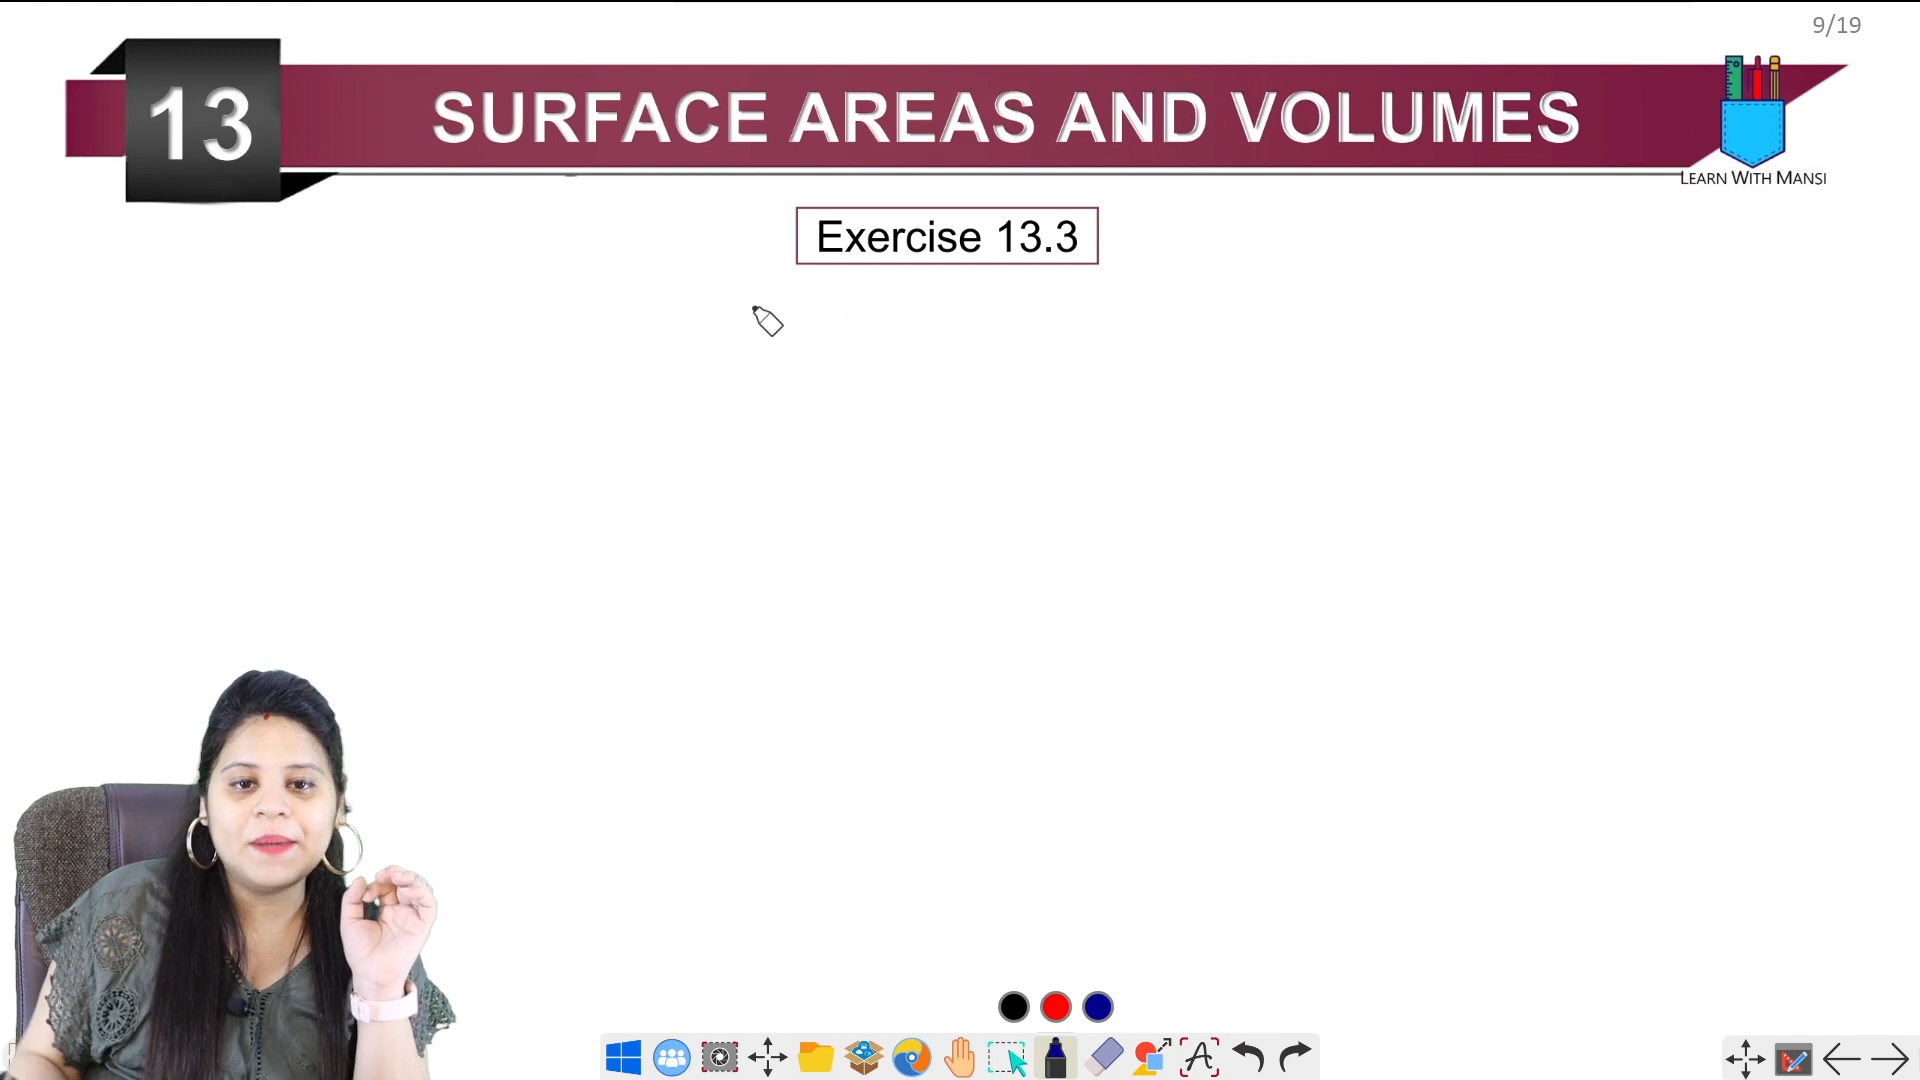 9/19
13
SURFACE AREAS AND VOLUMES
LEARN WITH MANSI
Exercise 13.3